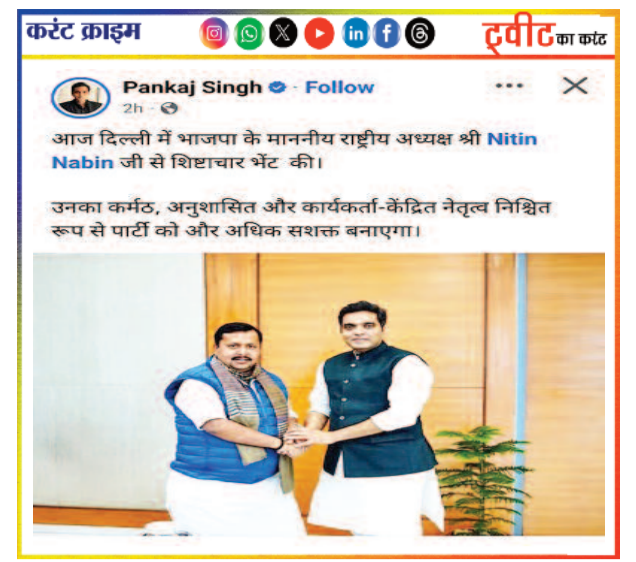 करंट क्राइम
ट्वीट का करंट
Pankaj Singh · Follow
2h ·
आज दिल्ली में भाजपा के माननीय राष्ट्रीय अध्यक्ष श्री Nitin
Nabin जी से शिष्टाचार भेंट की।
उनका कर्मठ, अनुशासित और कार्यकर्ता-केंद्रित नेतृत्व निश्चित
रूप से पार्टी को और अधिक सशक्त बनाएगा।